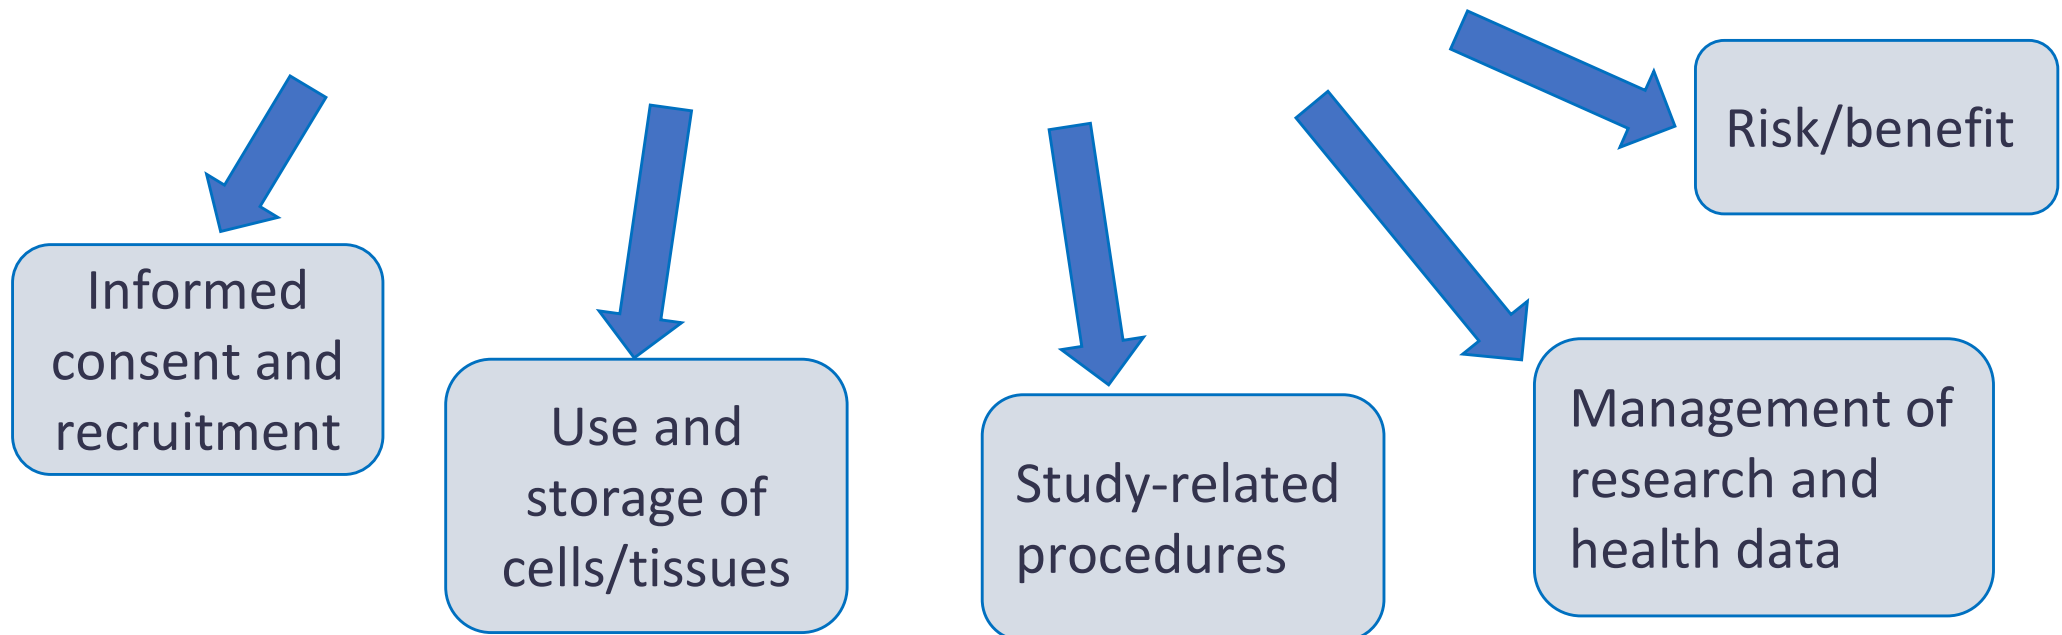 Informed
consent and
recruitment
Use and
storage of
cells/tissues
Study-related
procedures
Management of
research and
health data
Risk/benefit